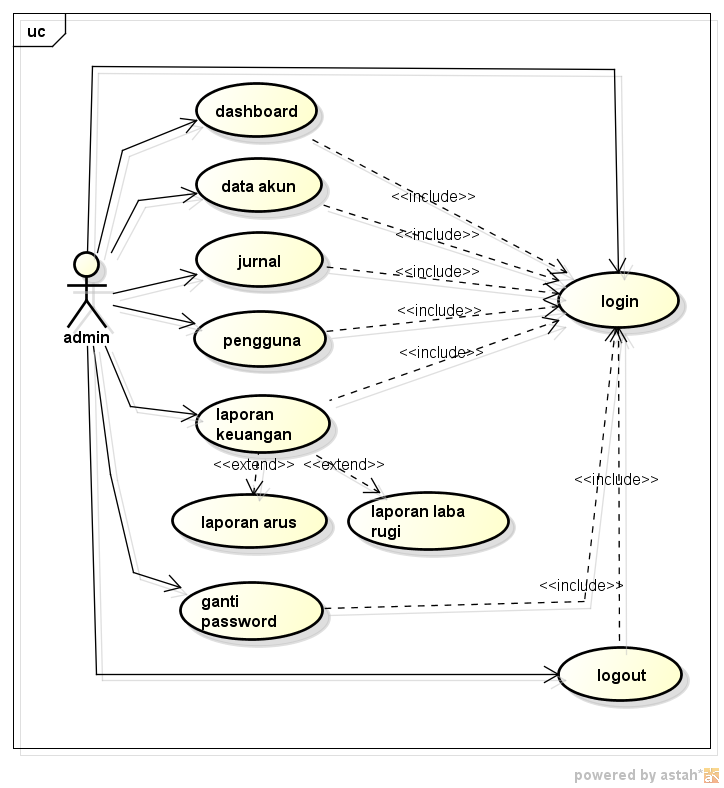 uc
dashboard
<<include>>
data akun
<<include>>
jurnal
<<include>>
login
pengguna
<<include>>
admin
<<include>>
laporan
keuangan
<<extend>>
<<extend>>
<<include>>
laporan arus
laporan laba
rugi
<<include>>
ganti
password
logout
powered by astah*